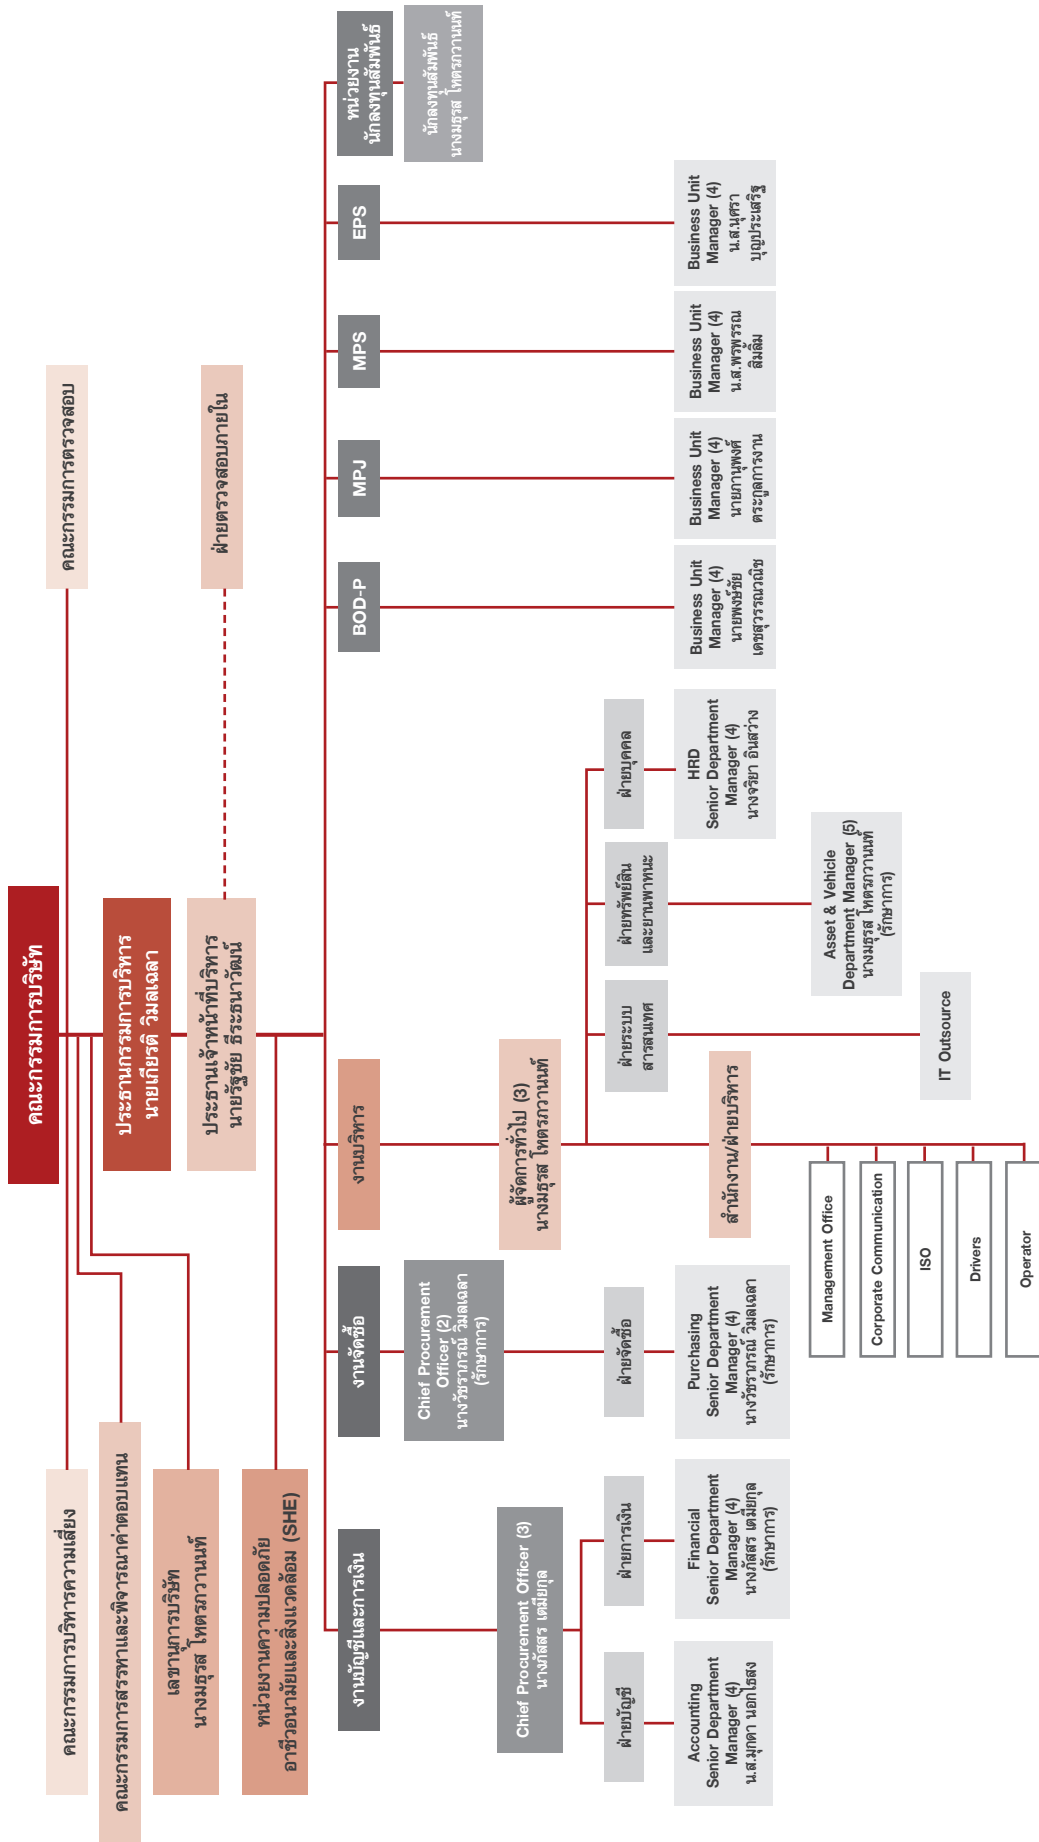 คณะกรรมการบริษัท
คณะกรรมการบริหารความเสี่ยง
คณะกรรมการตรวจสอบ
คณะกรรมการสรรหาและพิจารณาค่าตอบแทน
ประธานกรรมการบริหาร
นายเกียรติ วิมลเฉลา
เลขานุการบริษัท
นางมธุรส โหตรภวานนท์
ประธานเจ้าหน้าที่บริหาร
นายรัฐชัย ธีระธนาวัฒน์
ฝ่ายตรวจสอบภายใน
หน่วยงานความปลอดภัย
อาชีวอนามัยและสิ่งแวดล้อม (SHE)
งานบัญชีและการเงิน
งานจัดซื้อ
งานบริหาร
BOD-P
MPJ
MPS
EPS
หน่วยงาน
นักลงทุนสัมพันธ์
Chief Procurement
Officer (2)
นางวัชราภรณ์ วิมลเฉลา
(รักษาการ)
นักลงทุนสัมพันธ์
นางมธุรส โหตรภวานนท์
Chief Procurement Officer (3)
นางภัสสร เตมียกุล
ผู้จัดการทั่วไป (3)
นางมธุรส โหตรภวานนท์
ฝ่ายบัญชี
ฝ่ายการเงิน
ฝ่ายจัดซื้อ
ฝ่ายระบบ
สารสนเทศ
ฝ่ายทรัพย์สิน
และยานพาหนะ
ฝ่ายบุคคล
Accounting
Senior Department
Manager (4)
น.ส.มุกดา นอกไธสง
Financial
Senior Department
Manager (4)
นางภัสสร เตมียกุล
(รักษาการ)
Purchasing
Senior Department
Manager (4)
นางวัชราภรณ์ วิมลเฉลา
(รักษาการ)
สำนักงาน/ฝ่ายบริหาร
HRD
Senior Department
Manager (4)
นางจริยา อินสว่าง
Business Unit
Manager (4)
นายพงษ์ชัย
เดชสุวรรณวณิช
Business Unit
Manager (4)
นายภานุพงศ์
ตระกูลการงาน
Business Unit
Manager (4)
น.ส.พรพรรณ
ลิ้มล้ม
Business Unit
Manager (4)
น.ส.นุศรา
บุญประเสริฐ
Management Office
Corporate Communication
ISO
Drivers
Operator
IT Outsource
Asset & Vehicle
Department Manager (5)
นางมธุรส โหตรภวานนท์
(รักษาการ)